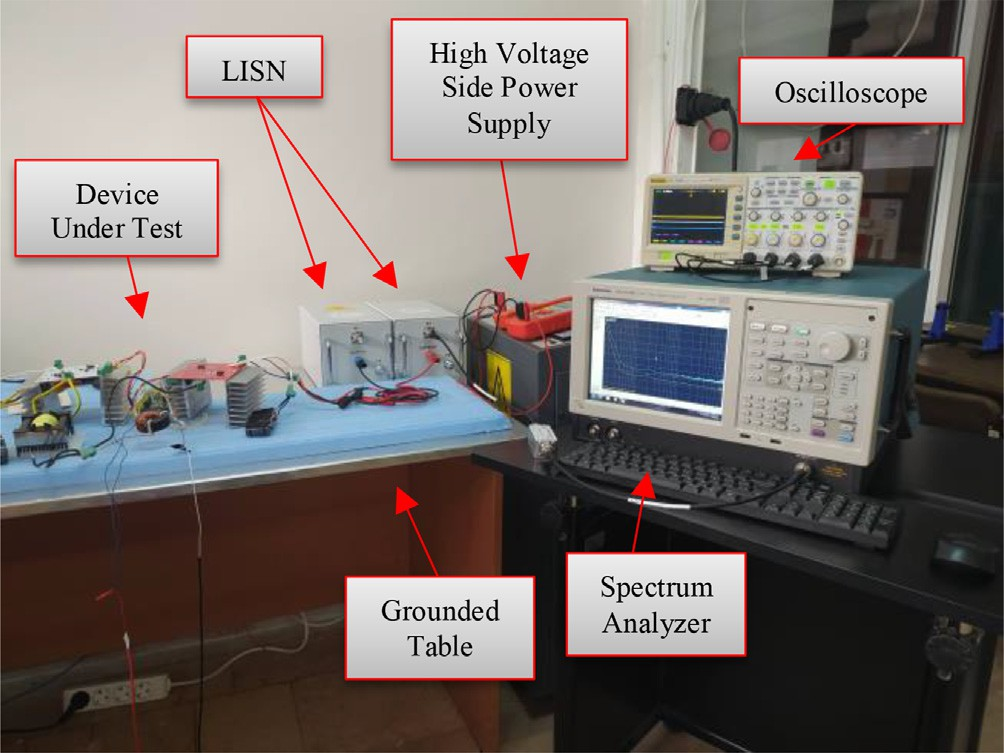 LISN
High Voltage
Side Power
Supply
Oscilloscope
Device
Under Test
Grounded
Table
Spectrum
Analyzer